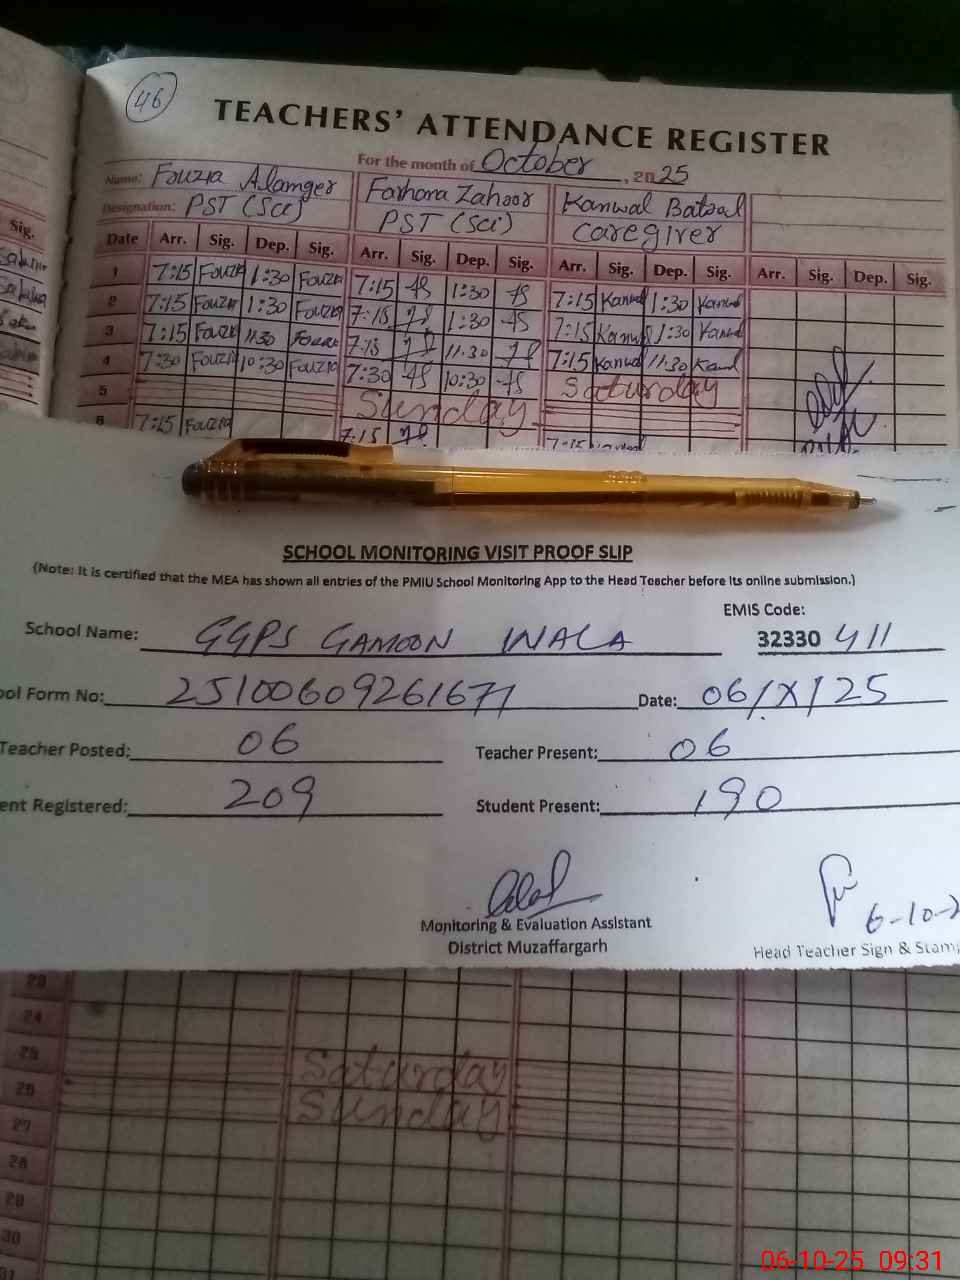 46
TEACHERS' ATTENDANCE REGISTER
For the month of October, 2025
Name: Fouzia Alamger Farhana Zahoor Kanwal Batool
Designation: PST (Sci) PST (Sci) Caregiver
Sig. Date Arr. Sig. Dep. Sig. Arr. Sig. Dep. Sig. Arr. Sig. Dep. Sig. Arr. Sig. Dep. Sig.
1 7:15 Fouzia 1:30 Fouzia 7:15 1:30 7:15 Kanwal 1:30 Kanwal
2 7:15 Fouzia 1:30 Fouzia 7:15 1:30 7:15 Kanwal 1:30 Kanwal
3 7:15 Fouzia 11:30 Fouzia 7:15 11:30 7:15 Kanwal 11:30
4 7:30 Fouzia 10:30 Fouzia 7:30 10:30 Saturday
5 Sunday
6 7:15 Fouzia 7:15 7:15 Kanwal
SCHOOL MONITORING VISIT PROOF SLIP
(Note: It is certified that the MEA has shown all entries of the PMIU School Monitoring App to the Head Teacher before its online submission.)
EMIS Code:
School Name: GGPS GAMOON WALA 32330 411
ool Form No: 25100609261671 Date: 06/X/25
Teacher Posted: 06 Teacher Present: 06
ent Registered: 209 Student Present: 190
6-10-2
Monitoring & Evaluation Assistant
District Muzaffargarh
Head Teacher Sign & Stamp
23
24
25 Saturday
26 Sunday
27
28
29
30
31
06-10-25 09:31